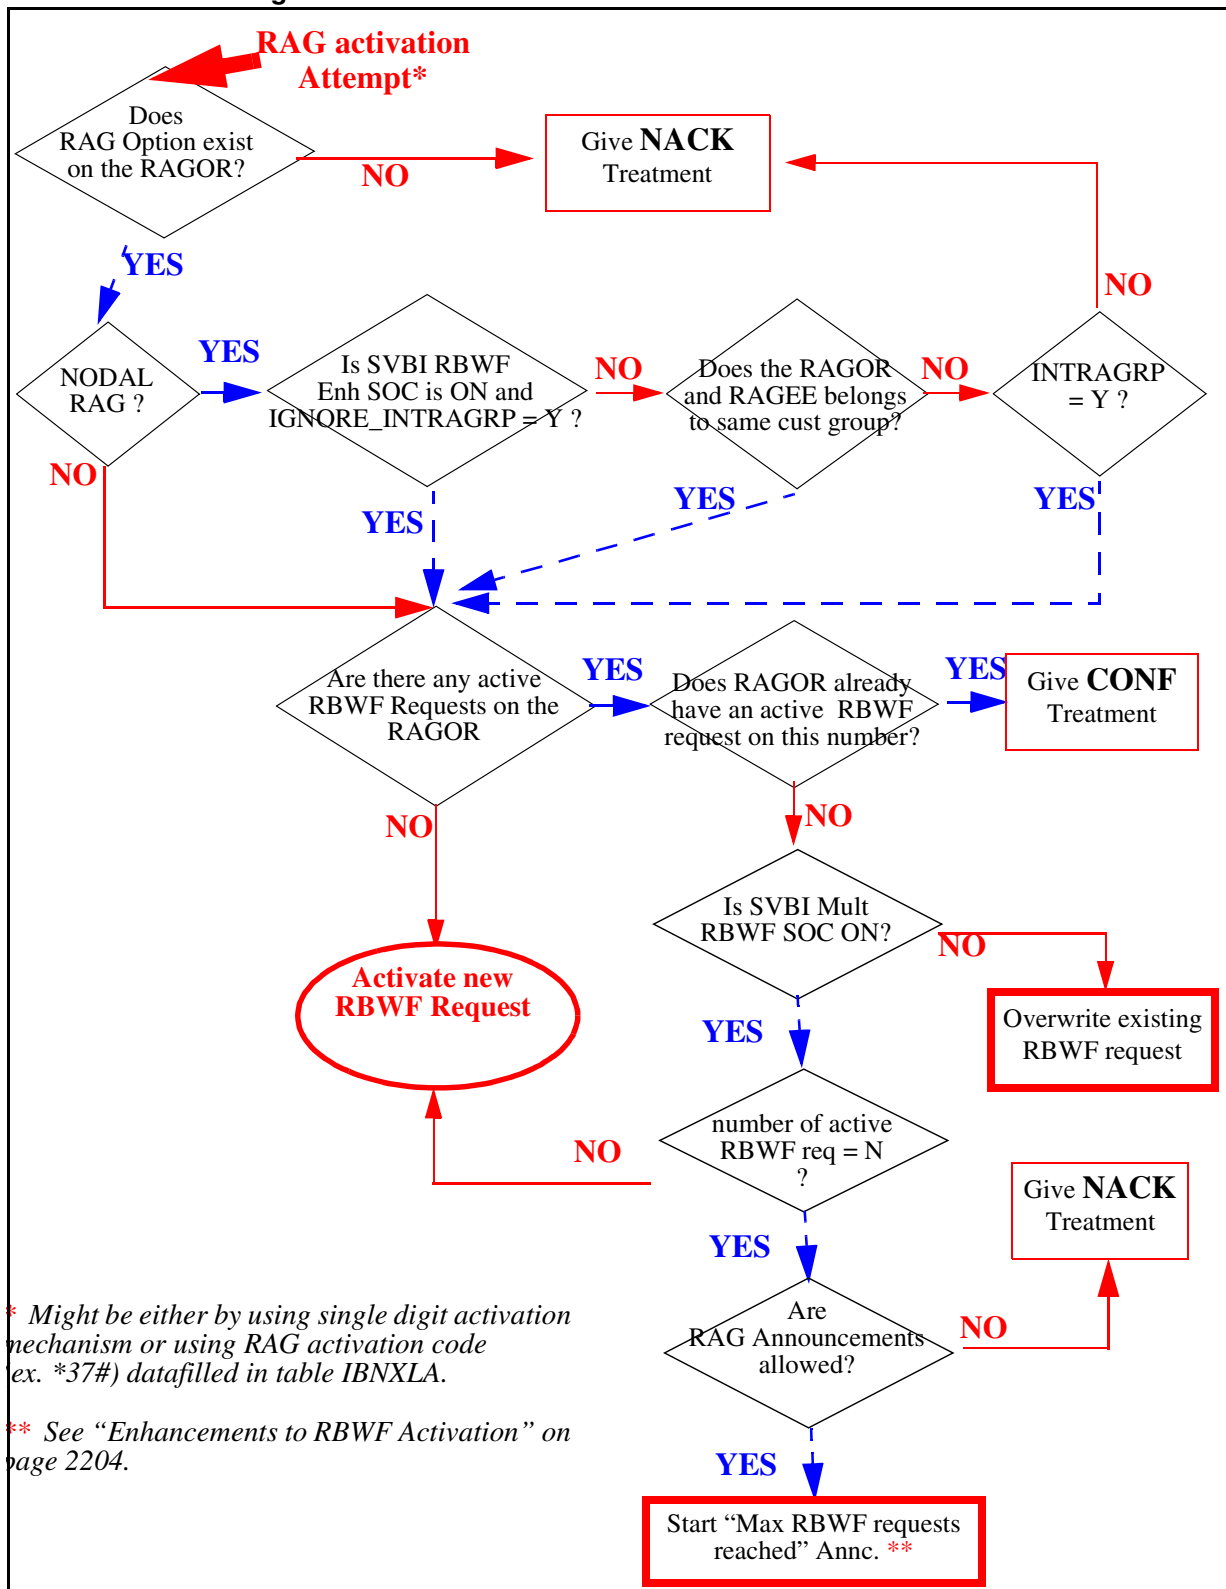 RAG activation
Attempt*
Does
RAG Option exist
on the RAGOR?
NO
Give NACK
Treatment
YES
NO
NODAL
RAG ?
YES
Is SVBI RBWF
Enh SOC is ON and
IGNORE_INTRAGRP = Y ?
NO
Does the RAGOR
and RAGEE belongs
to same cust group?
NO
INTRAGRP
= Y ?
NO
YES
YES
YES
Are there any active
RBWF Requests on the
RAGOR
YES
Does RAGOR already
have an active RBWF
request on this number?
YES
Give CONF
Treatment
NO
NO
Is SVBI Mult
RBWF SOC ON?
NO
Activate new
RBWF Request
Overwrite existing
RBWF request
YES
number of active
RBWF req = N
?
NO
Give NACK
Treatment
YES
Are
RAG Announcements
allowed?
NO
* Might be either by using single digit activation
mechanism or using RAG activation code
ex. *37#) datafilled in table IBNXLA.
** See “Enhancements to RBWF Activation” on
page 2204.
YES
Start “Max RBWF requests
reached” Annc. **